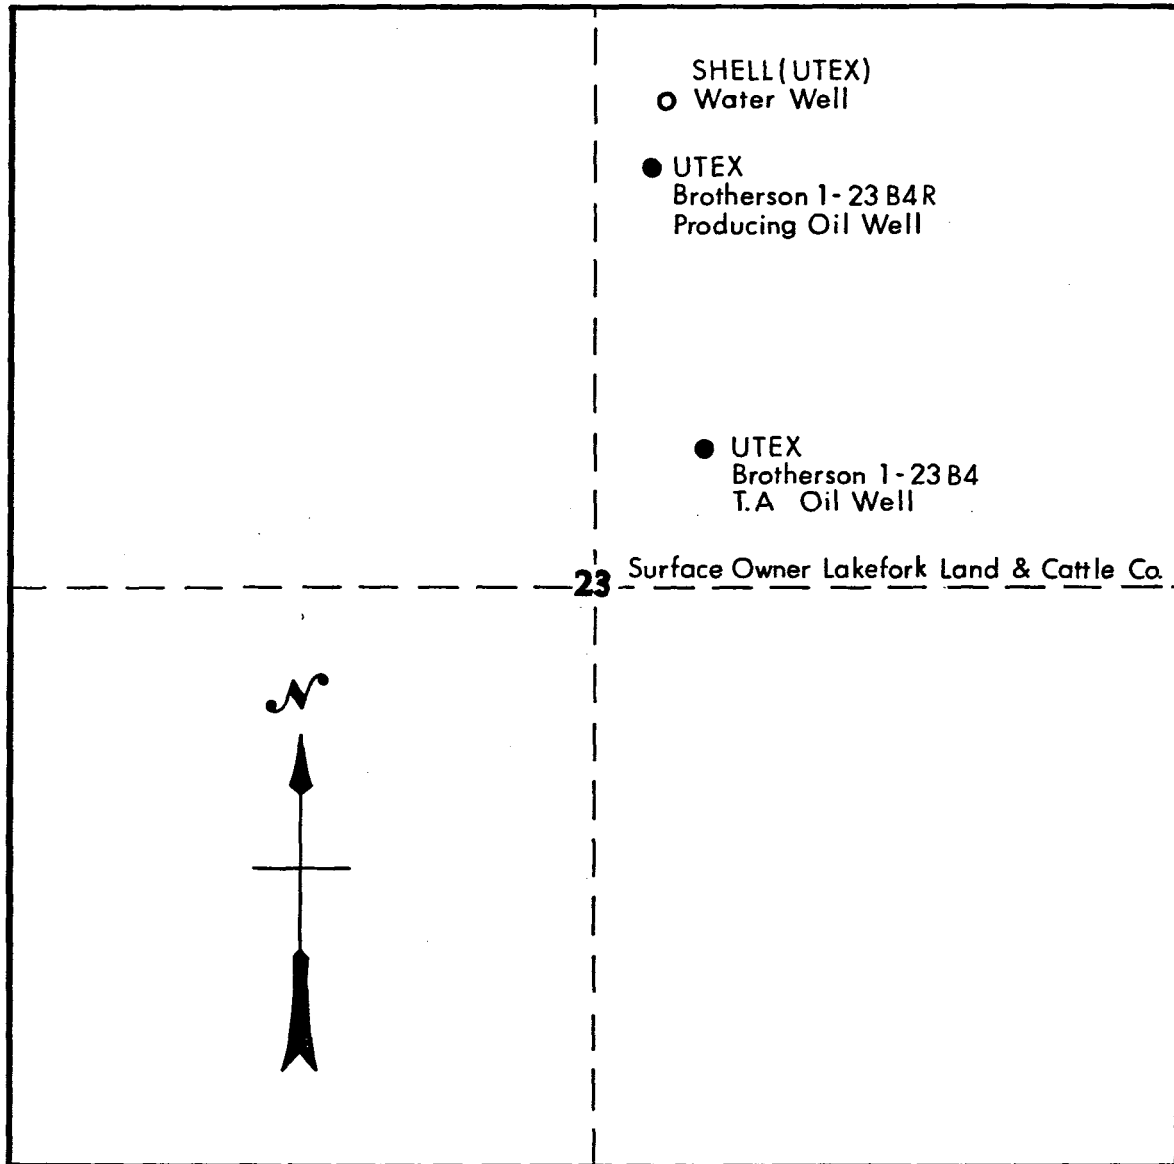 SHELL(UTEX)
Water Well
UTEX
Brotherson 1-23 B4R
Producing Oil Well
UTEX
Brotherson 1-23 B4
T.A Oil Well
Surface Owner Lakefork Land & Cattle Co.
23
N